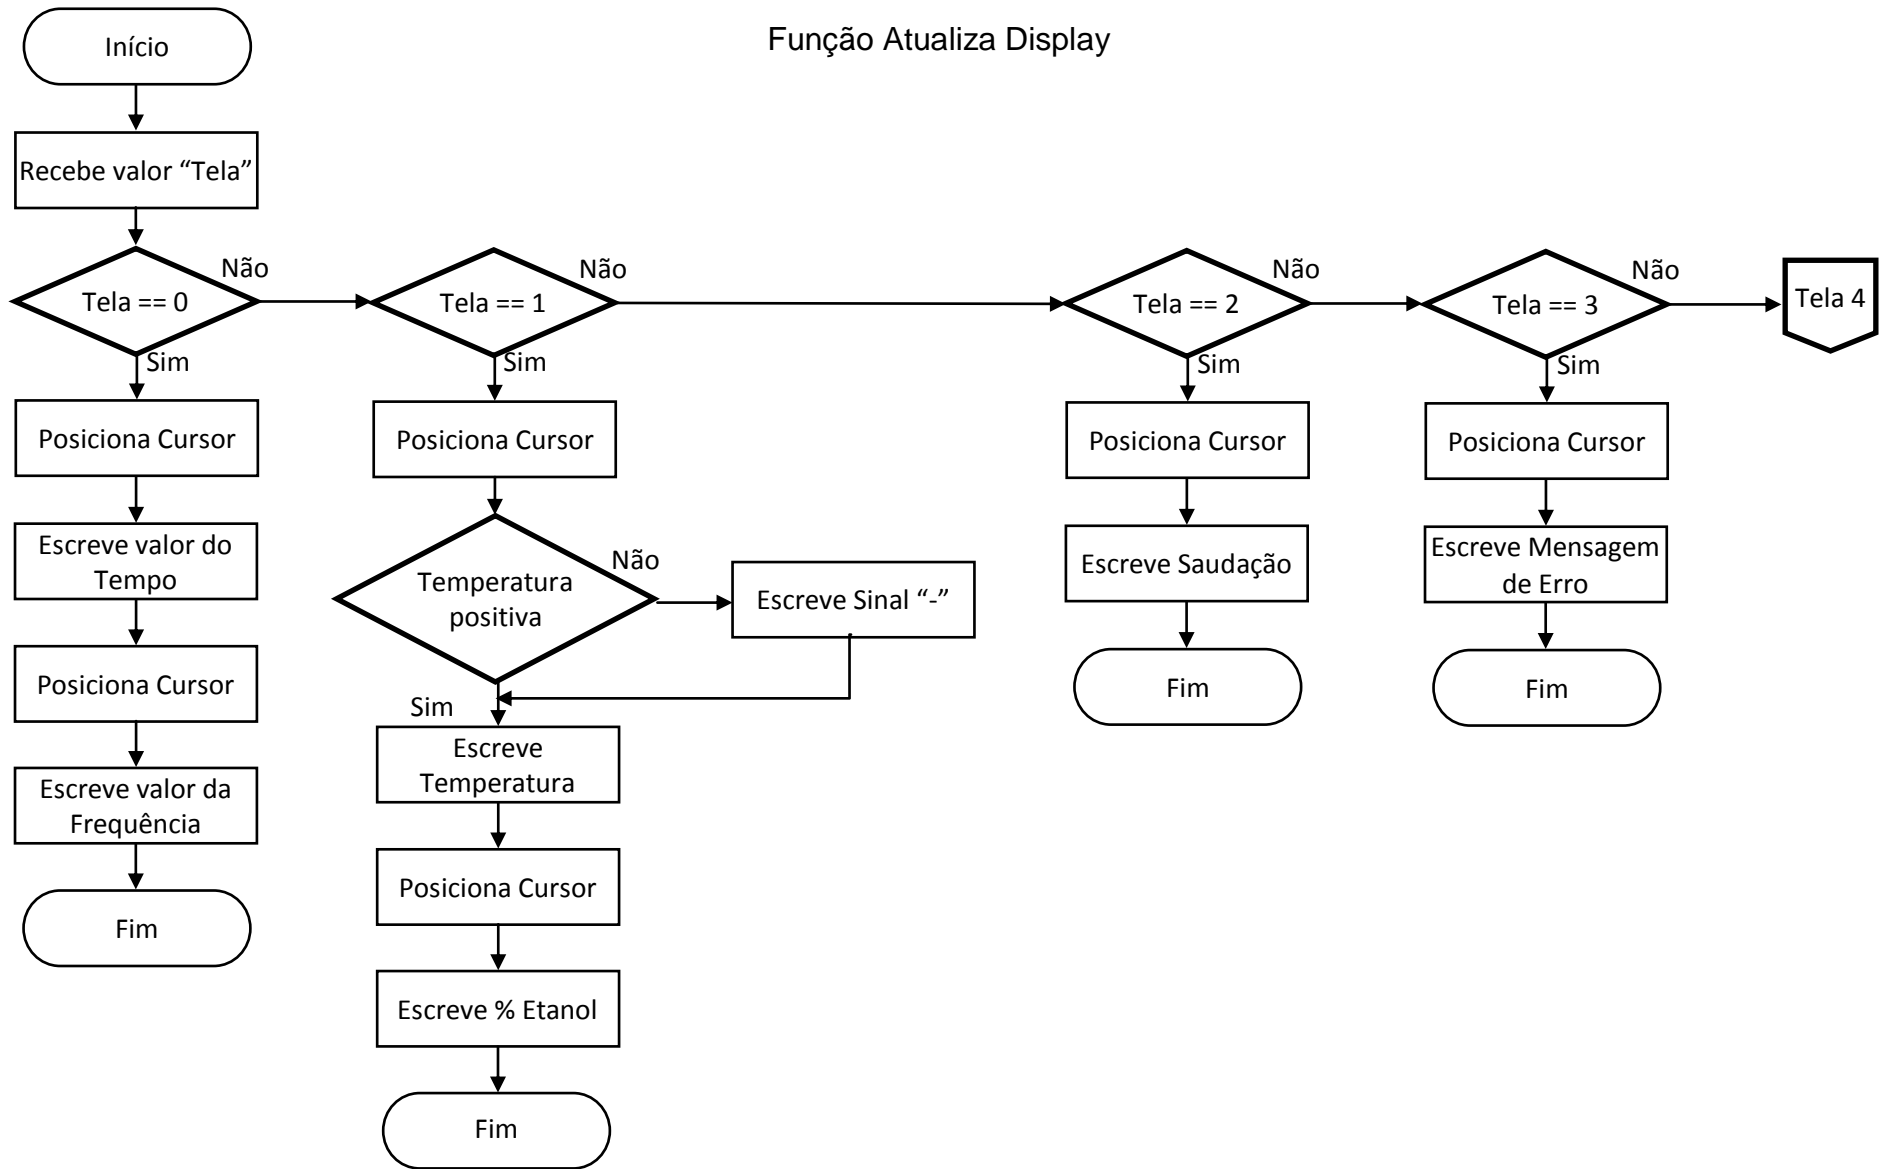 Função Atualiza Display
Início
Recebe valor “Tela”
Tela == 0
Não
Sim
Posiciona Cursor
Escreve valor do
Tempo
Posiciona Cursor
Escreve valor da
Frequência
Fim
Tela == 1
Não
Sim
Posiciona Cursor
Temperatura
positiva
Não
Escreve Sinal “-”
Sim
Escreve
Temperatura
Posiciona Cursor
Escreve % Etanol
Fim
Tela == 2
Não
Sim
Posiciona Cursor
Escreve Saudação
Fim
Tela == 3
Não
Sim
Posiciona Cursor
Escreve Mensagem
de Erro
Fim
Tela 4